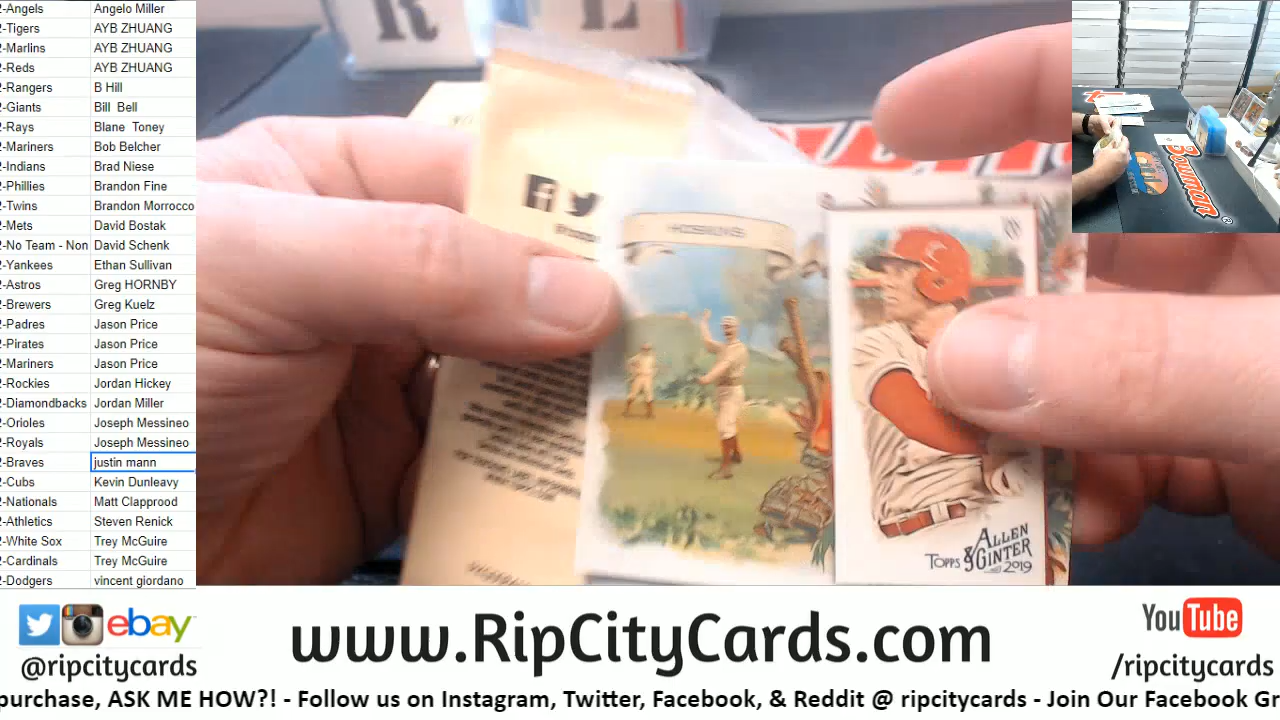 2-Angels Angelo Miller
2-Tigers AYB ZHUANG
2-Marlins AYB ZHUANG
2-Reds AYB ZHUANG
2-Rangers B Hill
2-Giants Bill Bell
2-Rays Blane Toney
2-Mariners Bob Belcher
2-Indians Brad Niese
2-Phillies Brandon Fine
2-Twins Brandon Morrocco
2-Mets David Bostak
2-No Team - Non David Schenk
2-Yankees Ethan Sullivan
2-Astros Greg HORNBY
2-Brewers Greg Kuelz
2-Padres Jason Price
2-Pirates Jason Price
2-Mariners Jason Price
2-Rockies Jordan Hickey
2-Diamondbacks Jordan Miller
2-Orioles Joseph Messineo
2-Royals Joseph Messineo
2-Braves justin mann
2-Cubs Kevin Dunleavy
2-Nationals Matt Clapprood
2-Athletics Steven Renick
2-White Sox Trey McGuire
2-Cardinals Trey McGuire
2-Dodgers vincent giordano
R L
HOSKINS
ALLEN
TOPPS & GINTER
2019
Bowman
ebay
@ripcitycards
www.RipCityCards.com
YouTube
/ripcitycards
purchase, ASK ME HOW?! - Follow us on Instagram, Twitter, Facebook, & Reddit @ ripcitycards - Join Our Facebook Gr